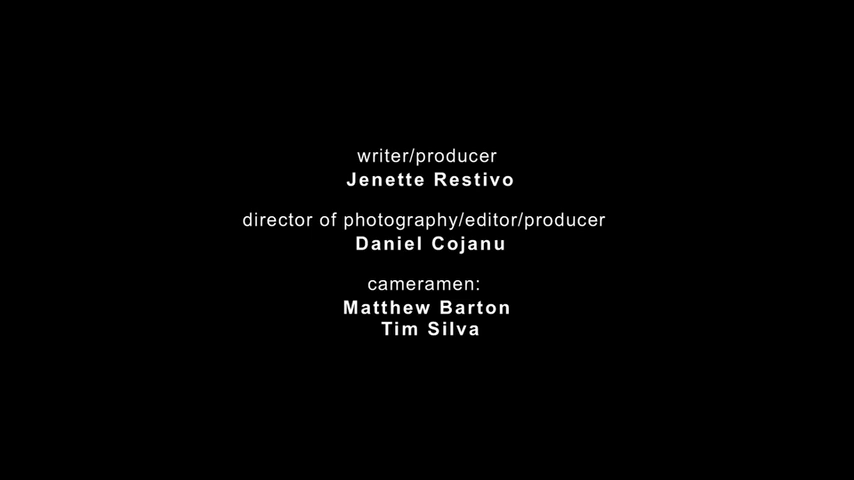 writer/producer
Jenette Restivo
director of photography/editor/producer
Daniel Cojanu
cameramen:
Matthew Barton
Tim Silva